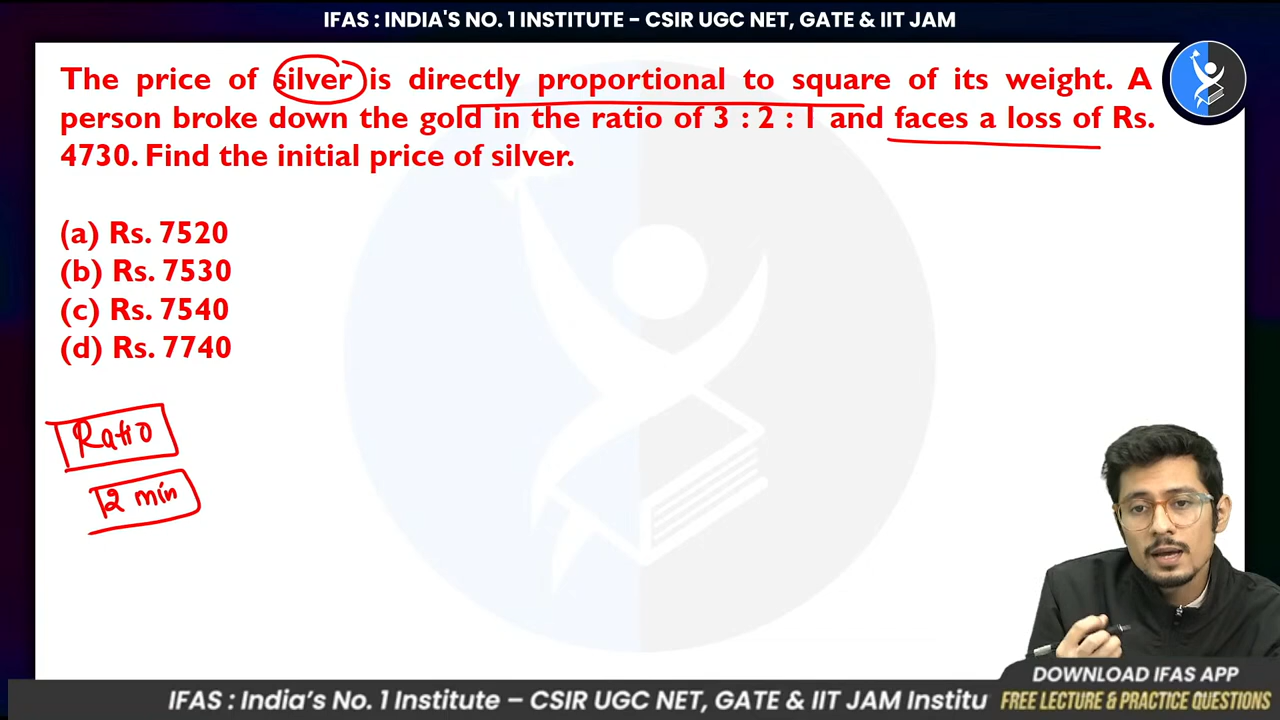 IFAS : INDIA'S NO. 1 INSTITUTE - CSIR UGC NET, GATE & IIT JAM
The price of silver is directly proportional to square of its weight. A
person broke down the gold in the ratio of 3 : 2 : 1 and faces a loss of Rs.
4730. Find the initial price of silver.
(a) Rs. 7520
(b) Rs. 7530
(c) Rs. 7540
(d) Rs. 7740
Ratio
2 min
DOWNLOAD IFAS APP
IFAS : India's No. 1 Institute – CSIR UGC NET, GATE & IIT JAM Institu
FREE LECTURE & PRACTICE QUESTIONS